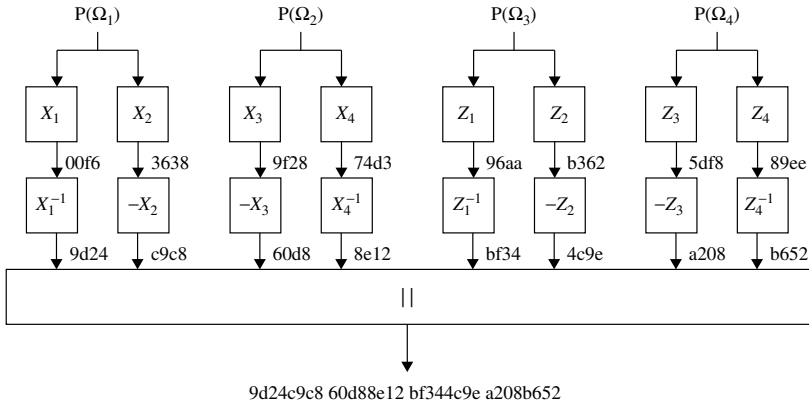 P(Ω₁) P(Ω₂) P(Ω₃) P(Ω₄)
X₁ X₂ X₃ X₄ Z₁ Z₂ Z₃ Z₄
00f6 3638 9f28 74d3 96aa b362 5df8 89ee
X₁⁻¹ –X₂ –X₃ X₄⁻¹ Z₁⁻¹ –Z₂ –Z₃ Z₄⁻¹
9d24 c9c8 60d8 8e12 bf34 4c9e a208 b652
||
9d24c9c8 60d88e12 bf344c9e a208b652